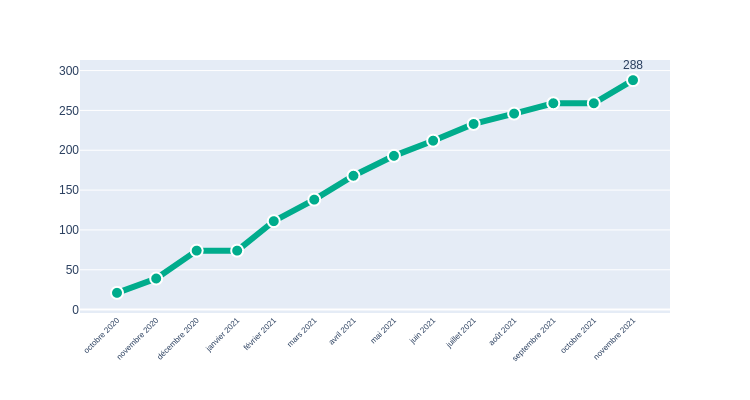 288
300
250
200
150
100
50
0
octobre 2020
novembre 2020
décembre 2020
janvier 2021
février 2021
mars 2021
avril 2021
mai 2021
juin 2021
juillet 2021
août 2021
septembre 2021
octobre 2021
novembre 2021